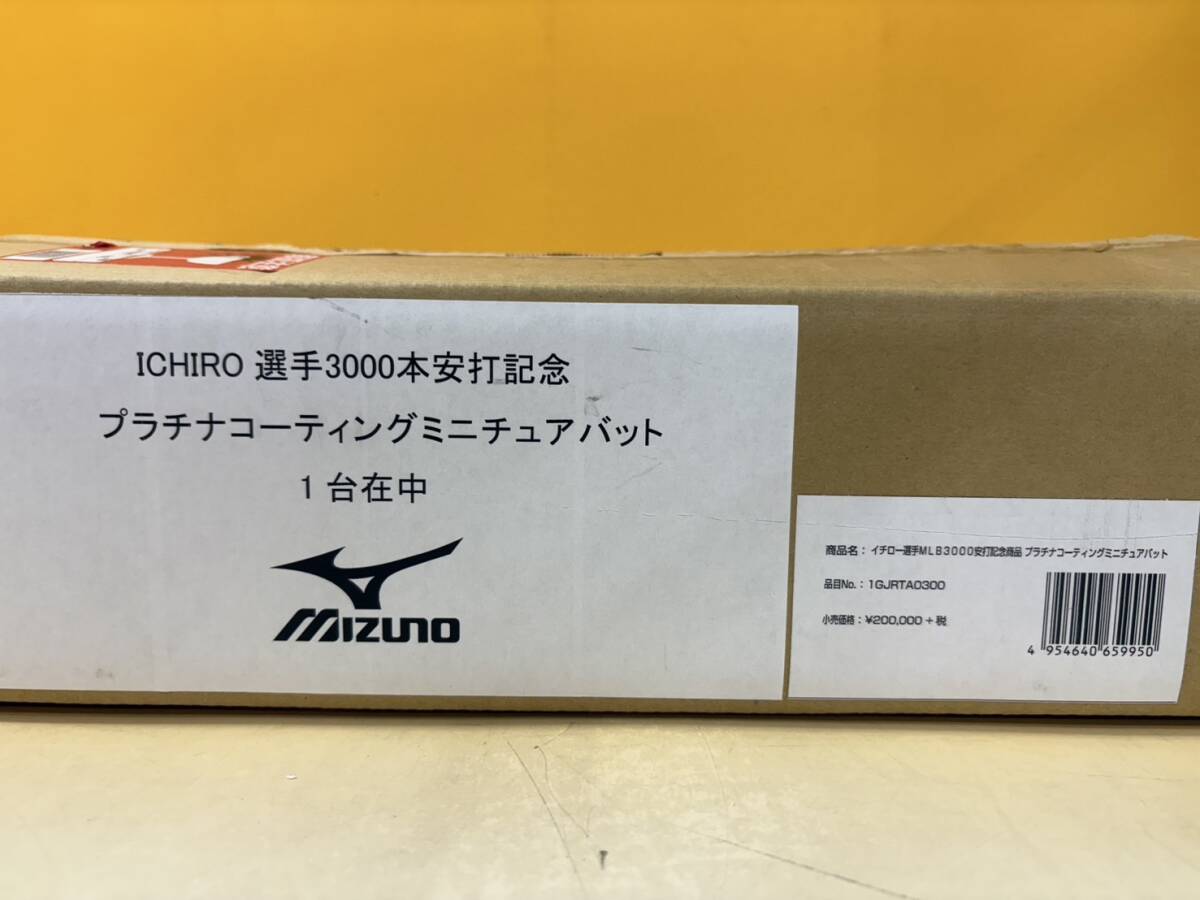 ICHIRO 選手3000本安打記念
プラチナコーティングミニチュアバット
1 台在中
MIZUNO
商品名： イチロー選手MLB3000安打記念商品 プラチナコーティングミニチュアバット
品目No.： 1GJRTA0300
小売価格： ¥200,000 + 税
4 954640 659950